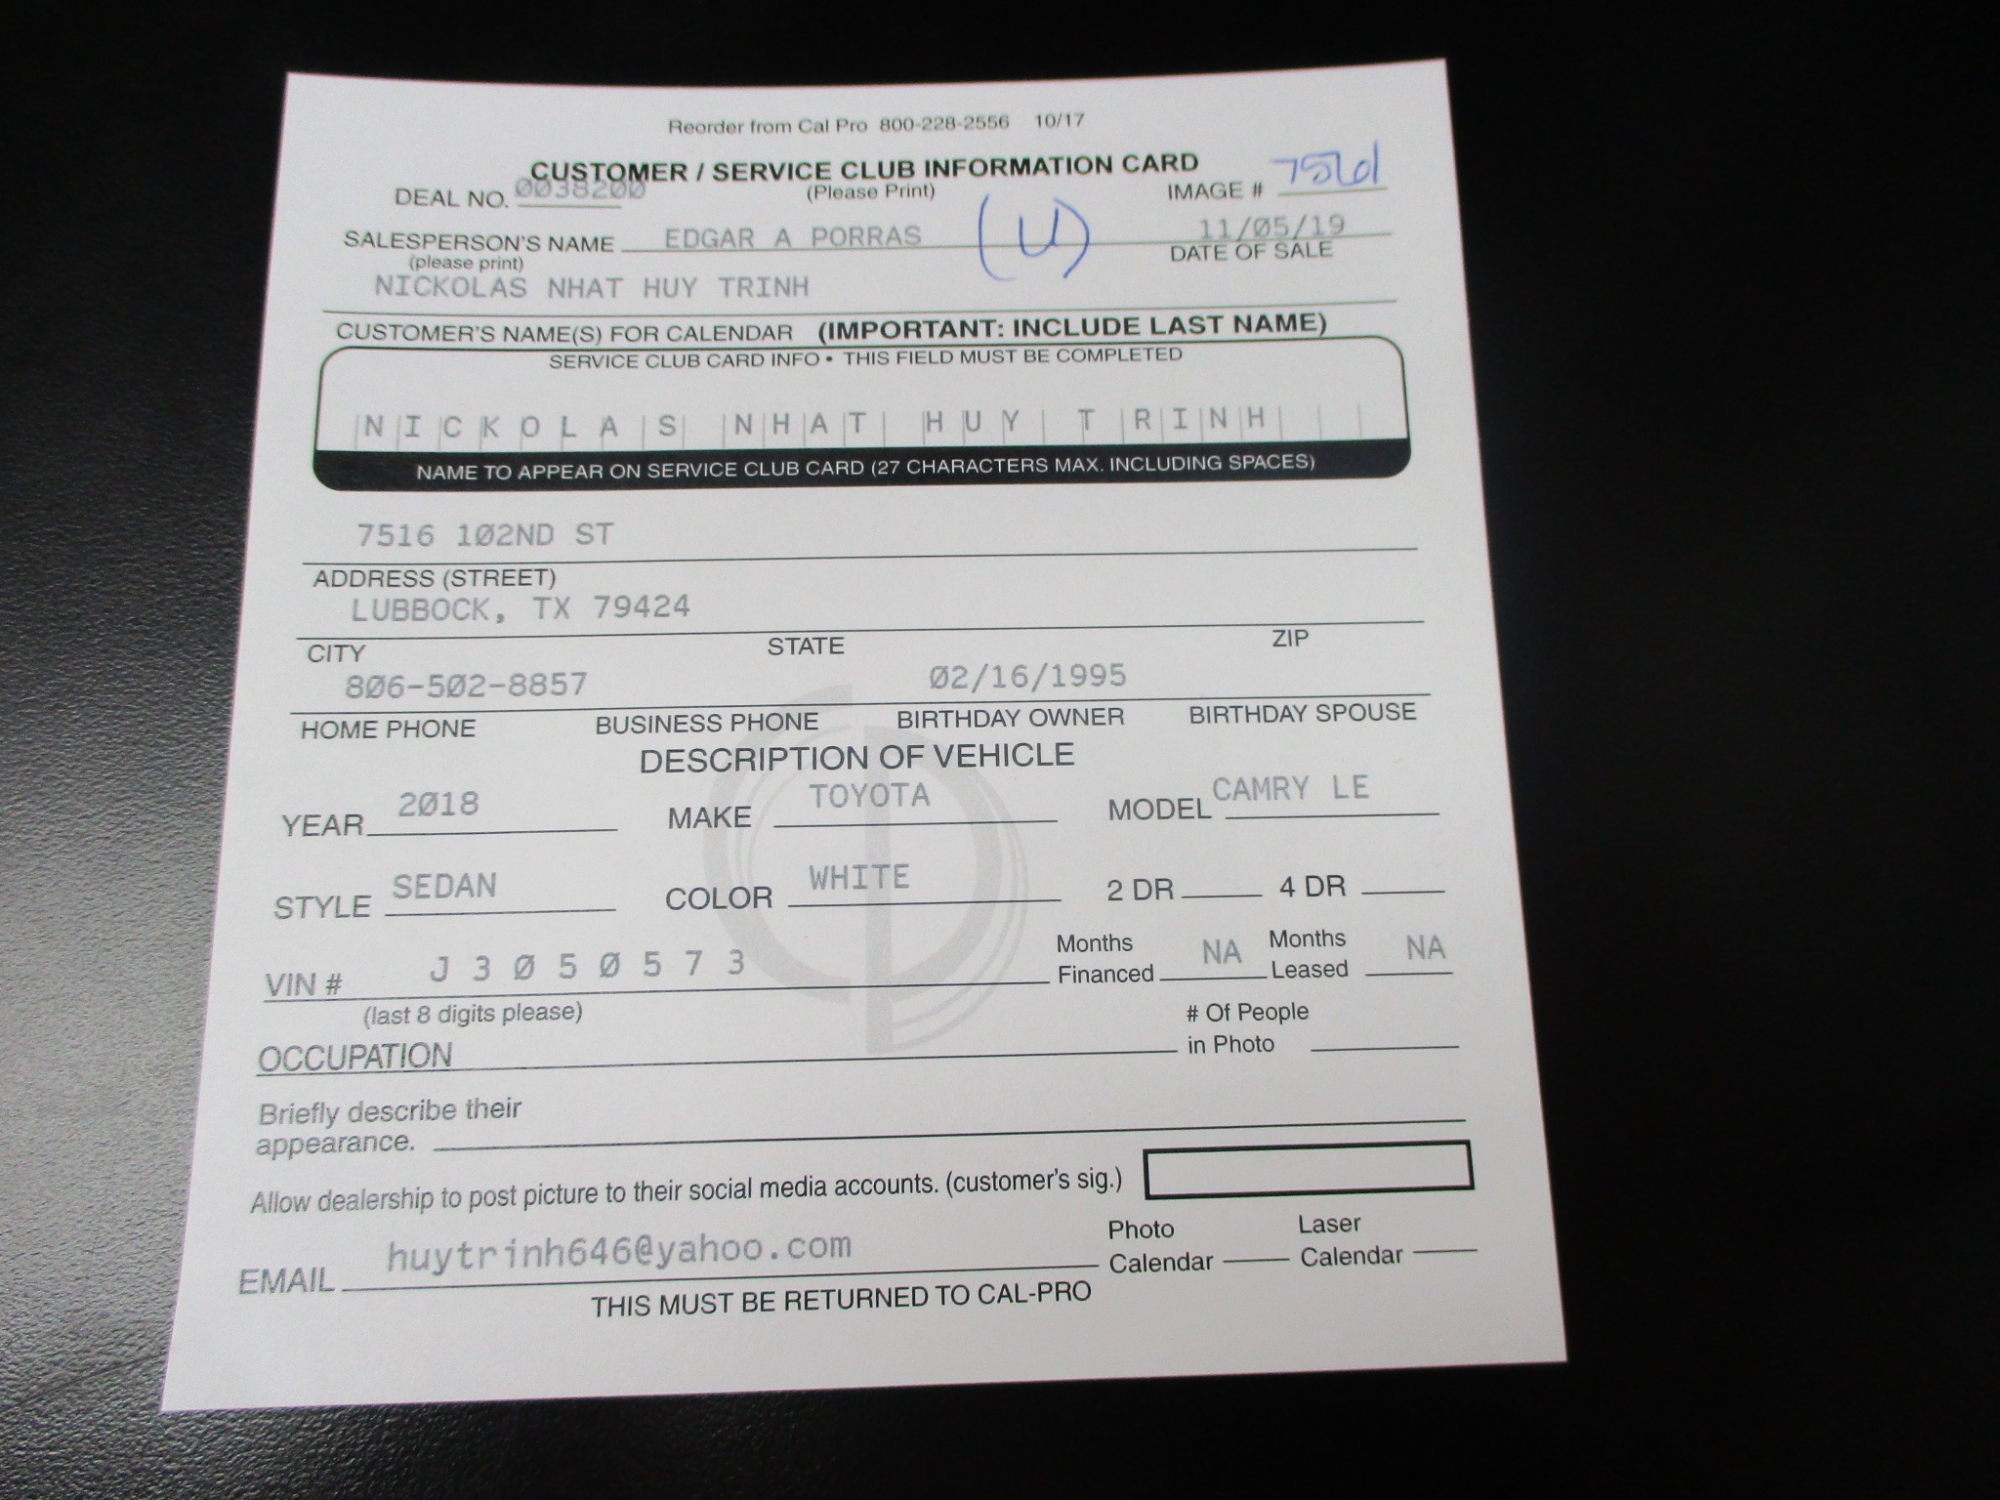 Reorder from Cal Pro 800-228-2556 10/17
CUSTOMER / SERVICE CLUB INFORMATION CARD
DEAL NO. 0038200 (Please Print) IMAGE #
SALESPERSON'S NAME EDGAR A PORRAS (U) 11/05/19
(please print) DATE OF SALE
NICKOLAS NHAT HUY TRINH
CUSTOMER'S NAME(S) FOR CALENDAR (IMPORTANT: INCLUDE LAST NAME)
SERVICE CLUB CARD INFO • THIS FIELD MUST BE COMPLETED
NICKOLAS NHAT HUY TRINH
NAME TO APPEAR ON SERVICE CLUB CARD (27 CHARACTERS MAX. INCLUDING SPACES)
7516 102ND ST
ADDRESS (STREET)
LUBBOCK, TX 79424
CITY STATE ZIP
806-502-8857 02/16/1995
HOME PHONE BUSINESS PHONE BIRTHDAY OWNER BIRTHDAY SPOUSE
DESCRIPTION OF VEHICLE
YEAR 2018 MAKE TOYOTA MODEL CAMRY LE
STYLE SEDAN COLOR WHITE 2 DR 4 DR
VIN # J3050573 Months Financed NA Months Leased NA
(last 8 digits please)
OCCUPATION # Of People in Photo
Briefly describe their
appearance.
Allow dealership to post picture to their social media accounts. (customer's sig.)
EMAIL huytrinh646@yahoo.com Photo Calendar Laser Calendar
THIS MUST BE RETURNED TO CAL-PRO